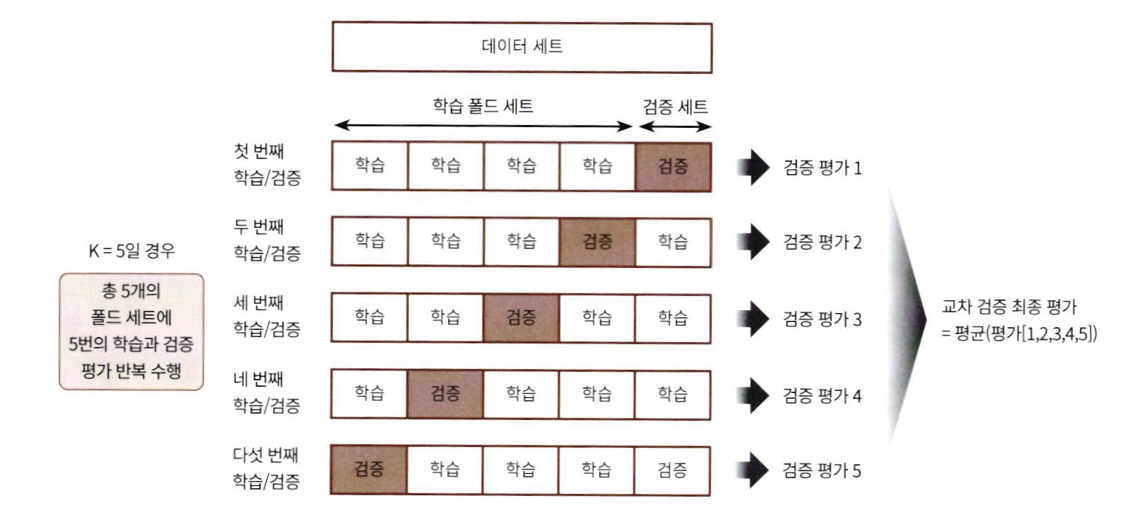 데이터 세트
학습 폴드 세트
검증 세트
첫 번째
학습/검증
학습 학습 학습 학습 검증
검증 평가 1
두 번째
학습/검증
학습 학습 학습 검증 학습
검증 평가 2
K = 5일 경우
총 5개의
폴드 세트에
5번의 학습과 검증
평가 반복 수행
세 번째
학습/검증
학습 학습 검증 학습 학습
검증 평가 3
네 번째
학습/검증
학습 검증 학습 학습 학습
검증 평가 4
다섯 번째
학습/검증
검증 학습 학습 학습 검증
검증 평가 5
교차 검증 최종 평가
= 평균(평가[1,2,3,4,5])